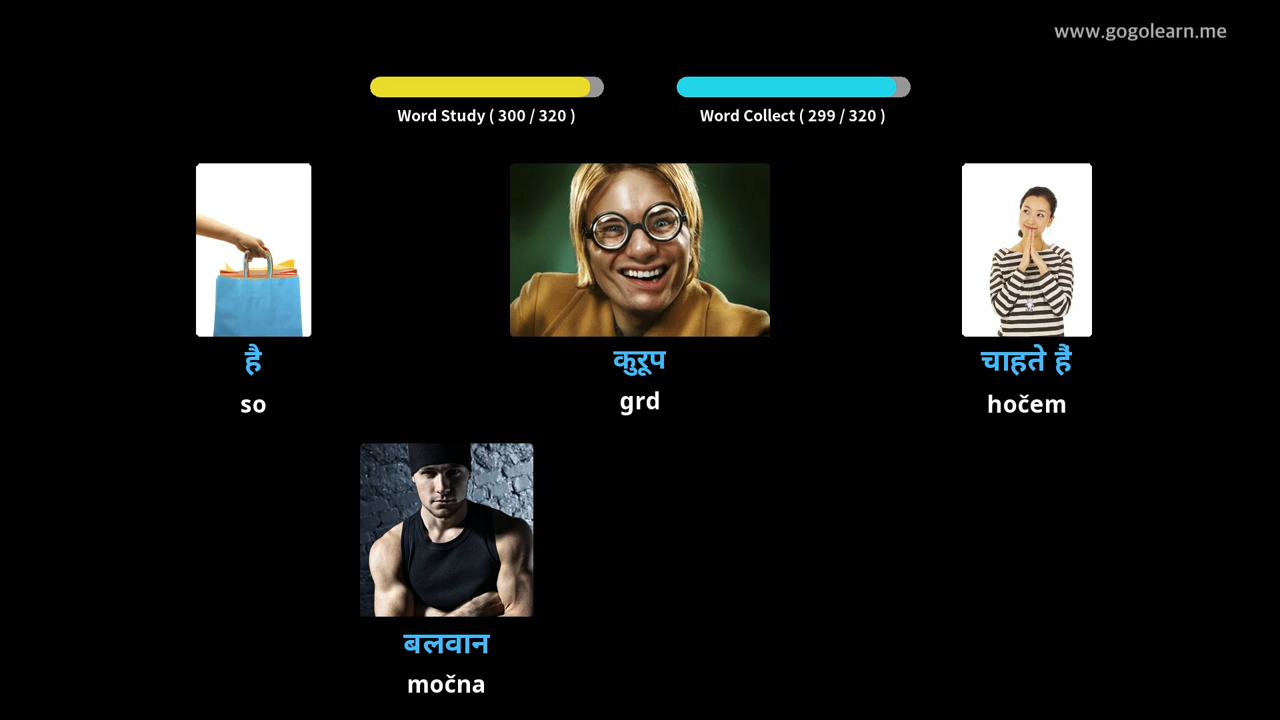 www.gogolearn.me
Word Study ( 300 / 320 )
Word Collect ( 299 / 320 )
है
कुरूप
चाहते हैं
so
grd
hočem
बलवान
močna